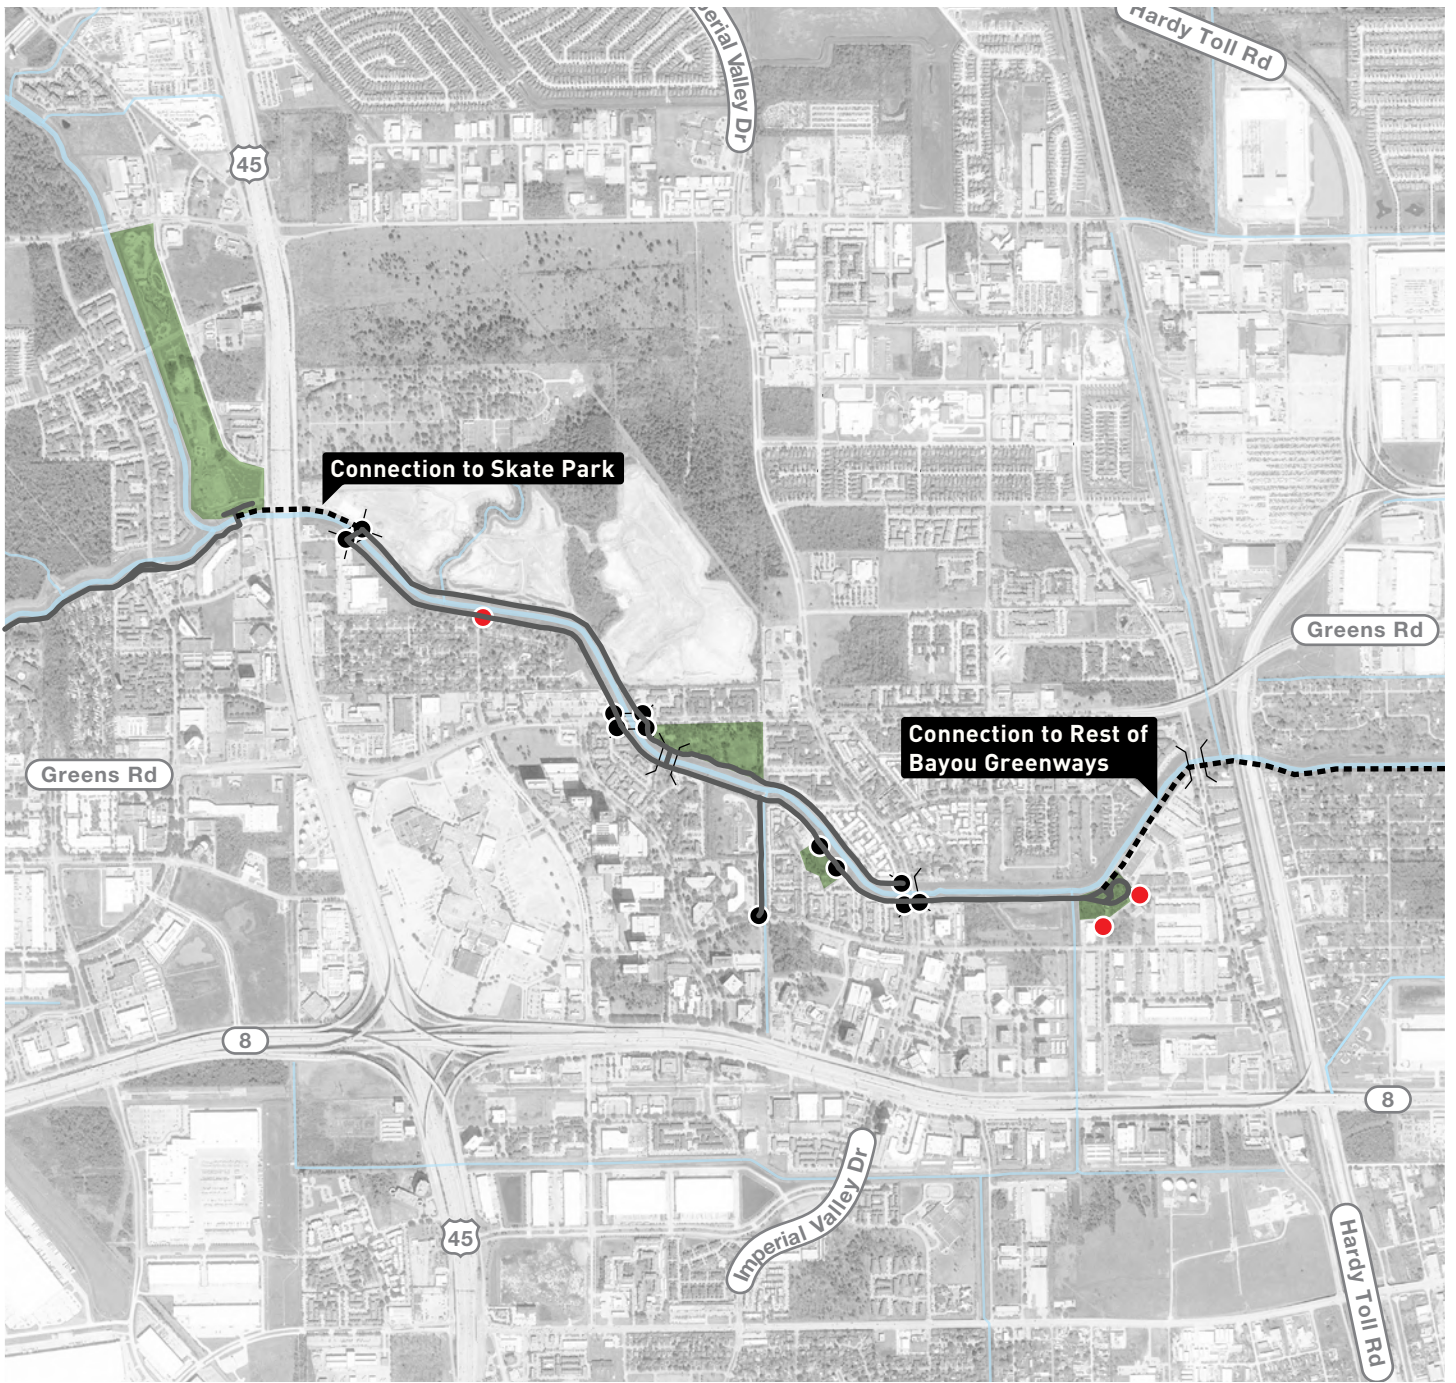 Hardy Toll Rd
Imperial Valley Dr
45
Connection to Skate Park
Greens Rd
Connection to Rest of
Bayou Greenways
Greens Rd
8
8
Imperial Valley Dr
45
Hardy Toll Rd